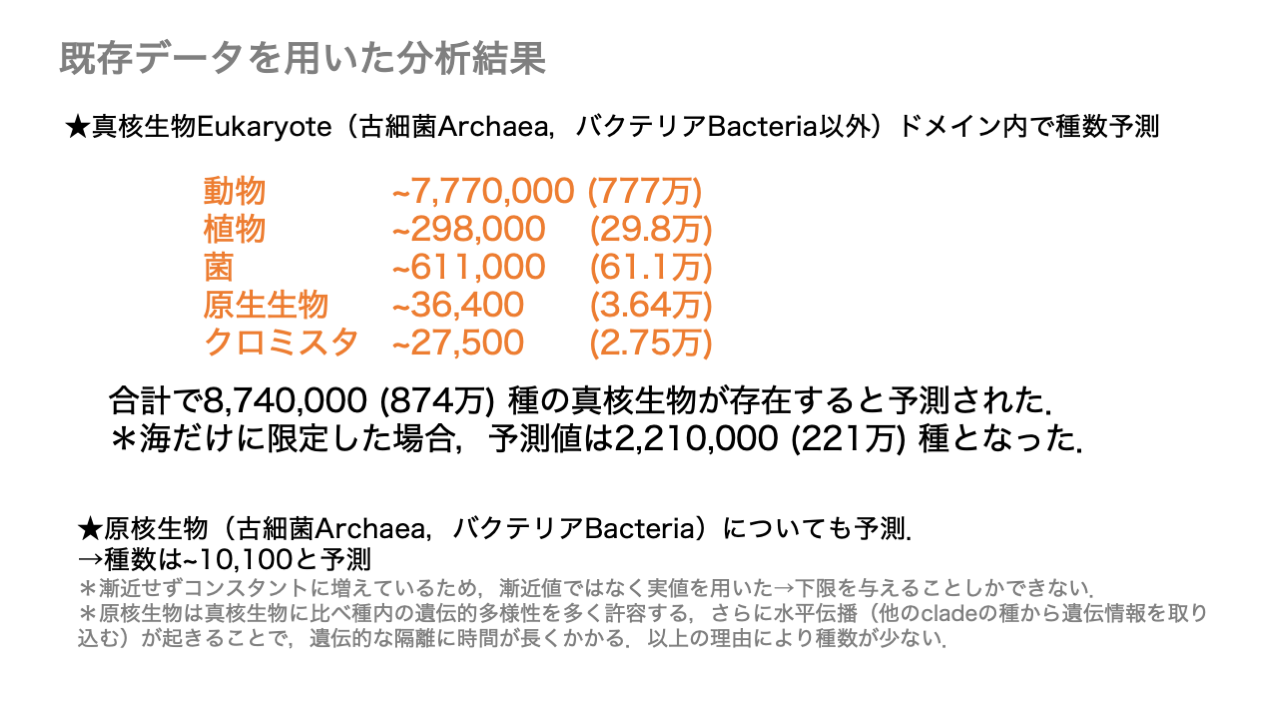 既存データを用いた分析結果
★真核生物Eukaryote（古細菌Archaea，バクテリアBacteria以外）ドメイン内で種数予測
動物 ~7,770,000 (777万)
植物 ~298,000 (29.8万)
菌 ~611,000 (61.1万)
原生生物 ~36,400 (3.64万)
クロミスタ ~27,500 (2.75万)
合計で8,740,000 (874万) 種の真核生物が存在すると予測された．
＊海だけに限定した場合，予測値は2,210,000 (221万) 種となった．
★原核生物（古細菌Archaea，バクテリアBacteria）についても予測．
→種数は~10,100と予測
＊漸近せずコンスタントに増えているため，漸近値ではなく実値を用いた→下限を与えることしかできない．
＊原核生物は真核生物に比べ種内の遺伝的多様性を多く許容する，さらに水平伝播（他のcladeの種から遺伝情報を取り
込む）が起きることで，遺伝的な隔離に時間が長くかかる．以上の理由により種数が少ない．